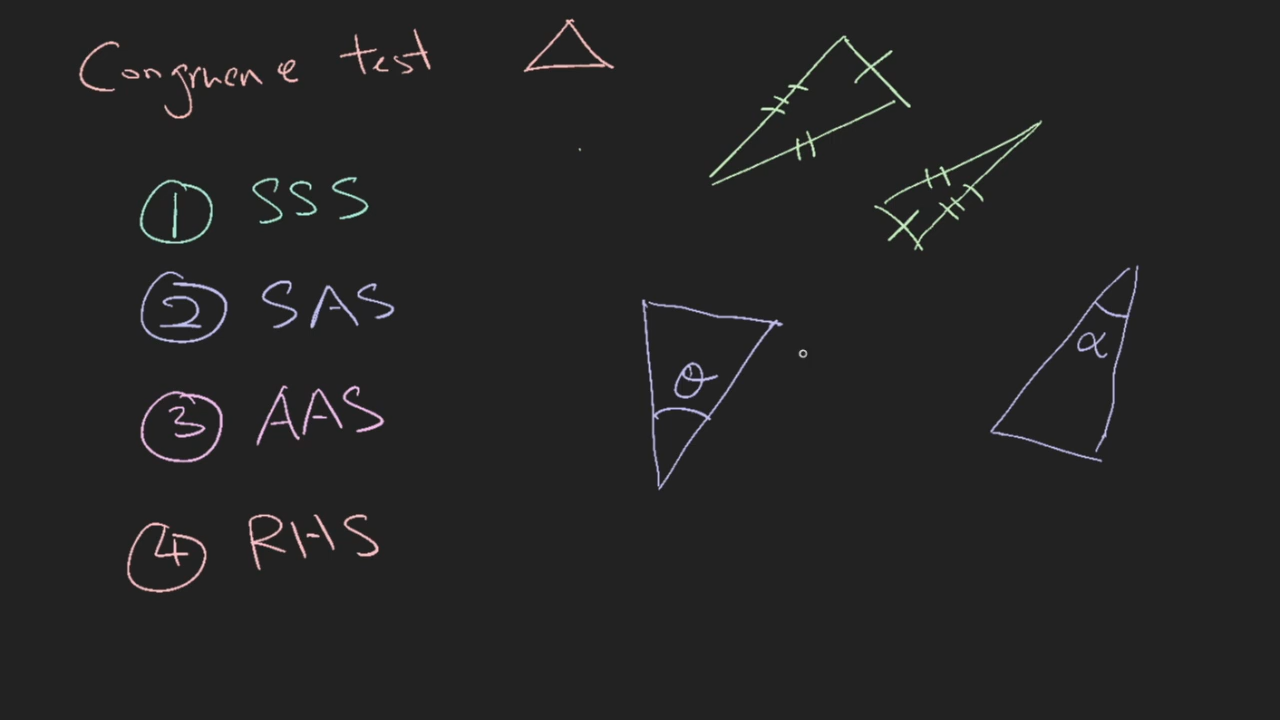 Congruence test
① SSS
② SAS
③ AAS
④ RHS
θ
α